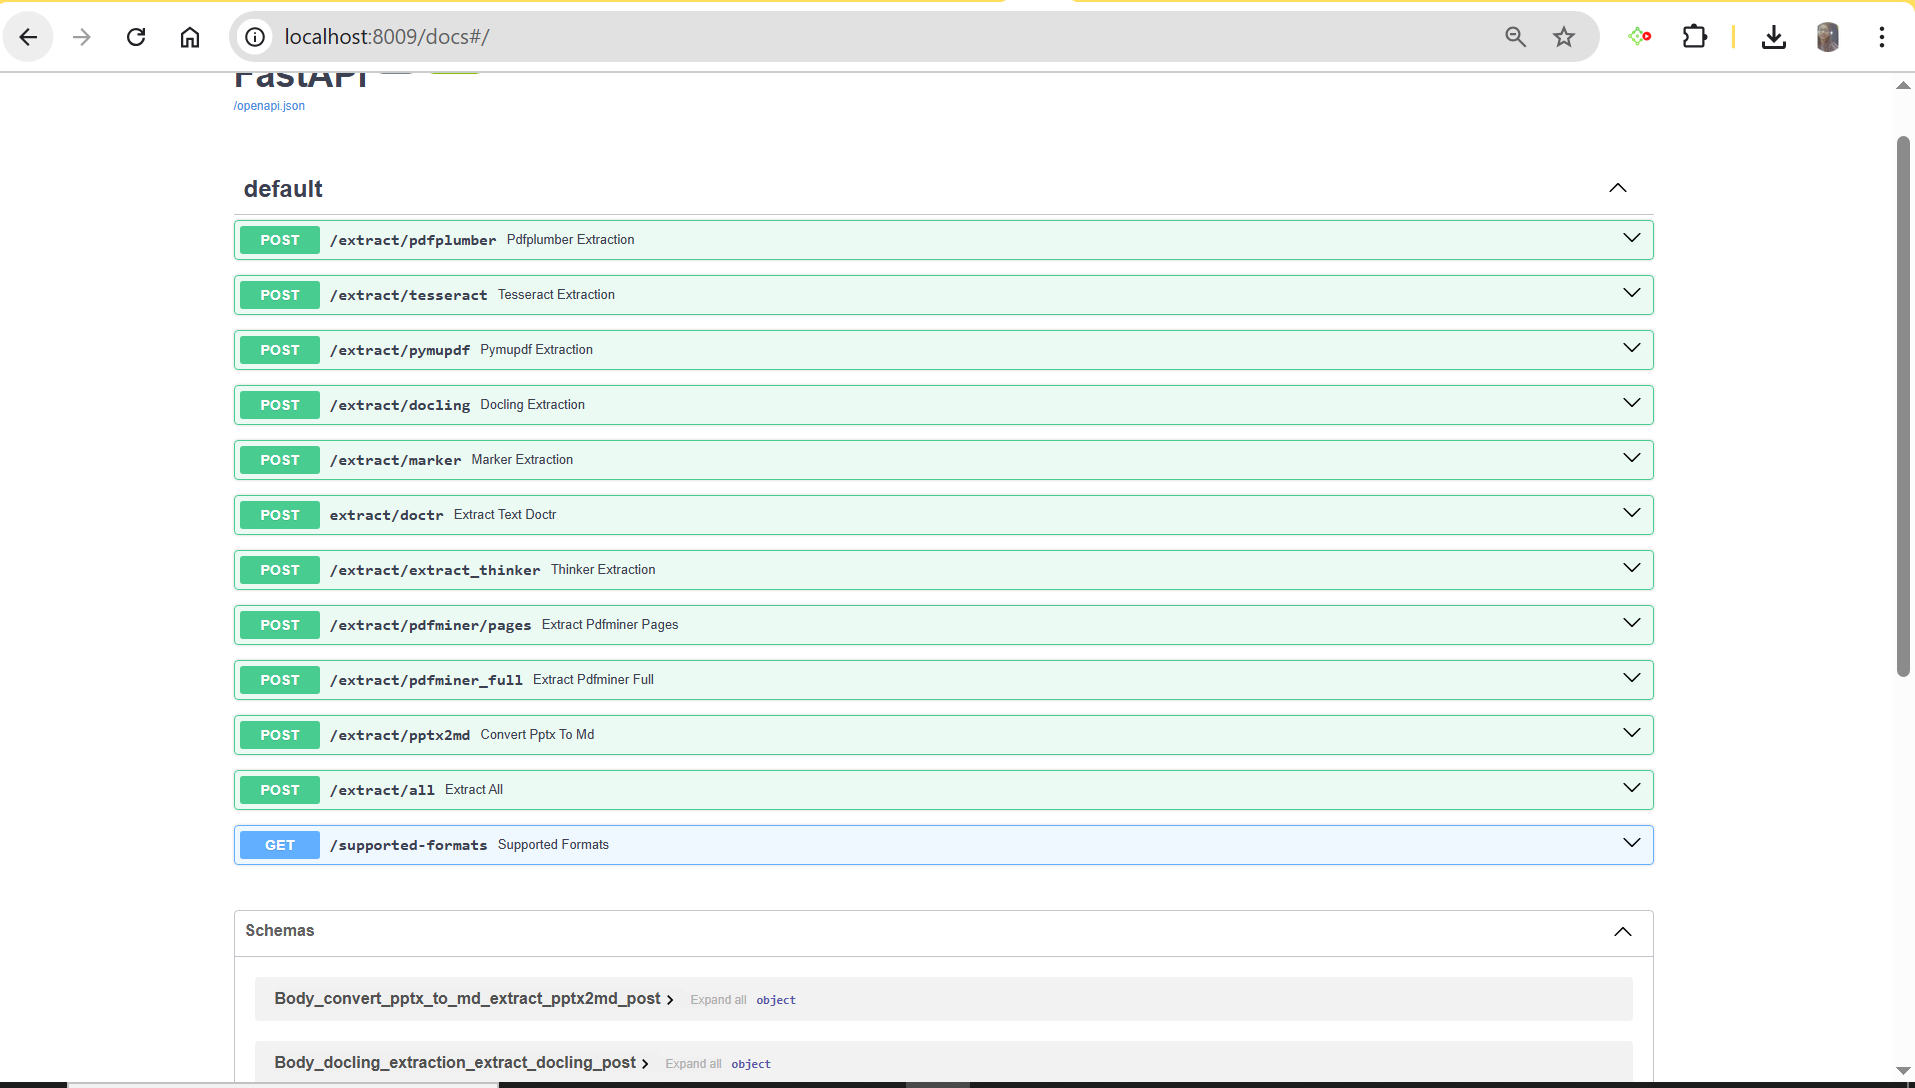 localhost:8009/docs#/
FastAPI
/openapi.json
default
POST /extract/pdfplumber Pdfplumber Extraction
POST /extract/tesseract Tesseract Extraction
POST /extract/pymupdf Pymupdf Extraction
POST /extract/docling Docling Extraction
POST /extract/marker Marker Extraction
POST extract/doctr Extract Text Doctr
POST /extract/extract_thinker Thinker Extraction
POST /extract/pdfminer/pages Extract Pdfminer Pages
POST /extract/pdfminer_full Extract Pdfminer Full
POST /extract/pptx2md Convert Pptx To Md
POST /extract/all Extract All
GET /supported-formats Supported Formats
Schemas
Body_convert_pptx_to_md_extract_pptx2md_post Expand all object
Body_docling_extraction_extract_docling_post Expand all object